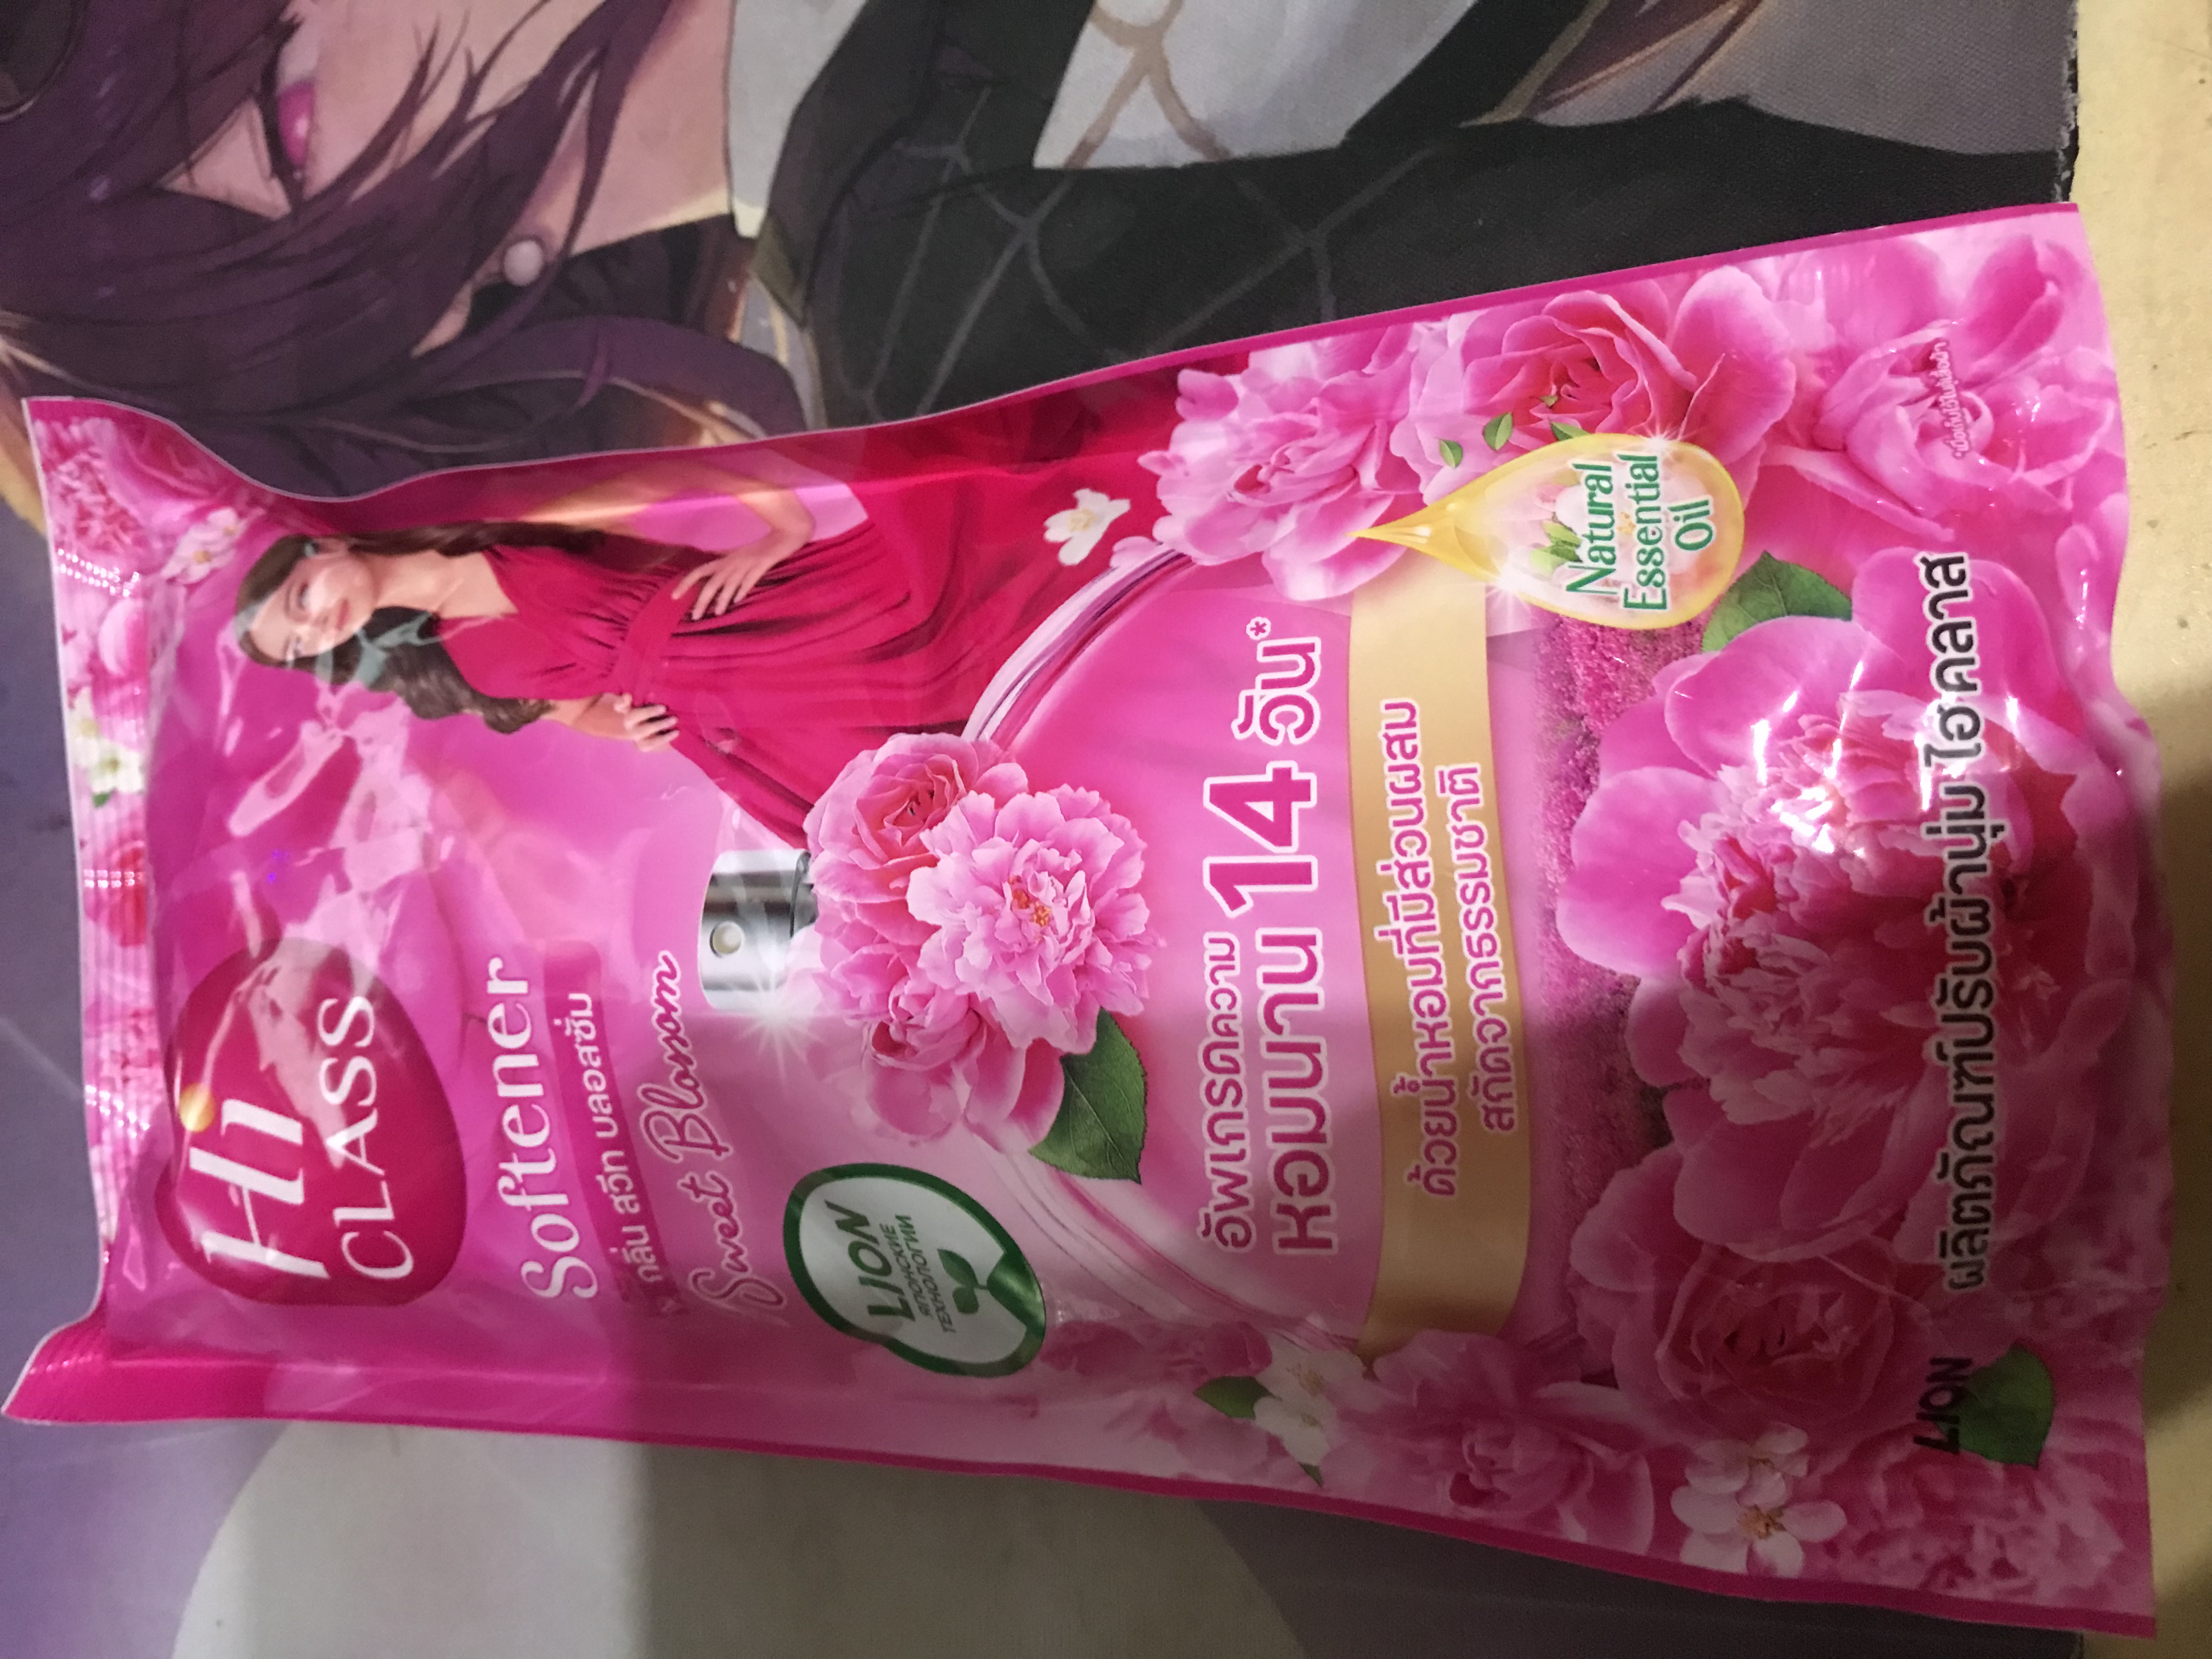 Hi
CLASS
Softener
กลิ่น สวีท บลอสซั่ม
Sweet Blossom
LION
ЯПОНСКИЕ
ТЕХНОЛОГИИ
อัพเกรดความ
หอมนาน 14 วัน*
ด้วยน้ำหอมที่มีส่วนผสม
สกัดจากธรรมชาติ
Natural
Essential
Oil
LION
ผลิตภัณฑ์ปรับผ้านุ่ม ไฮคลาส